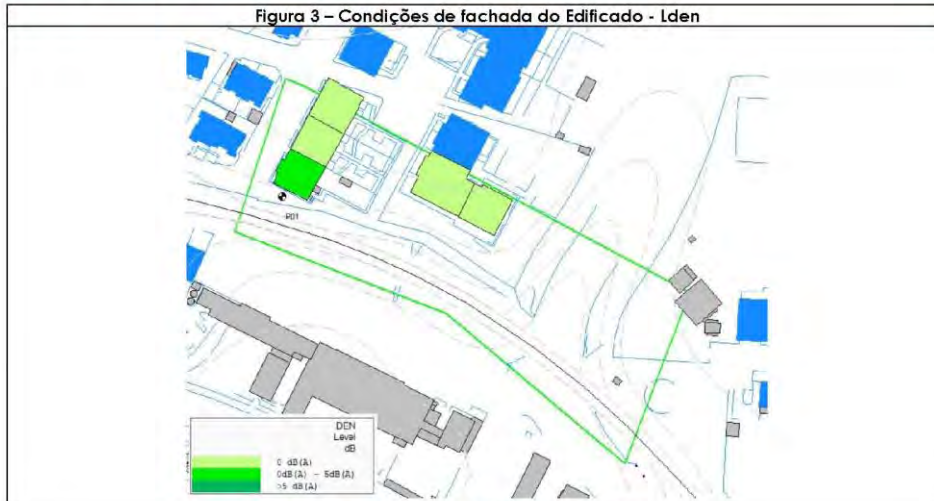 Figura 3 – Condições de fachada do Edificado - Lden
P01
DEN
Level
dB
0 dB(A)
0dB(A) - 5dB(A)
>5 dB(A)